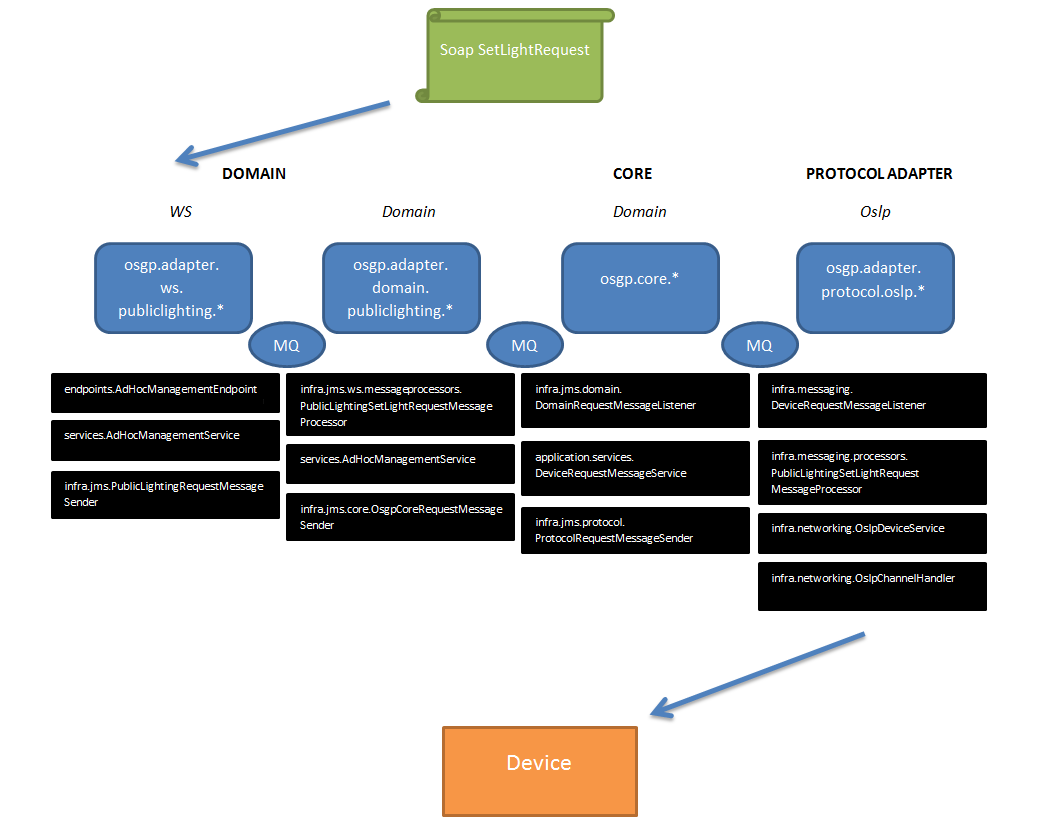 Soap SetLightRequest
DOMAIN
CORE
PROTOCOL ADAPTER
WS
Domain
Domain
Oslp
osgp.adapter.
ws.
publiclighting.*
osgp.adapter.
domain.
publiclighting.*
osgp.core.*
osgp.adapter.
protocol.oslp.*
MQ
MQ
MQ
endpoints.AdHocManagementEndpoint
services.AdHocManagementService
infra.jms.PublicLightingRequestMessage
Sender
infra.jms.ws.messageprocessors.
PublicLightingSetLightRequestMessage
Processor
services.AdHocManagementService
infra.jms.core.OsgpCoreRequestMessage
Sender
infra.jms.domain.
DomainRequestMessageListener
application.services.
DeviceRequestMessageService
infra.jms.protocol.
ProtocolRequestMessageSender
infra.messaging.
DeviceRequestMessageListener
infra.messaging.processors.
PublicLightingSetLightRequest
MessageProcessor
infra.networking.OslpDeviceService
infra.networking.OslpChannelHandler
Device